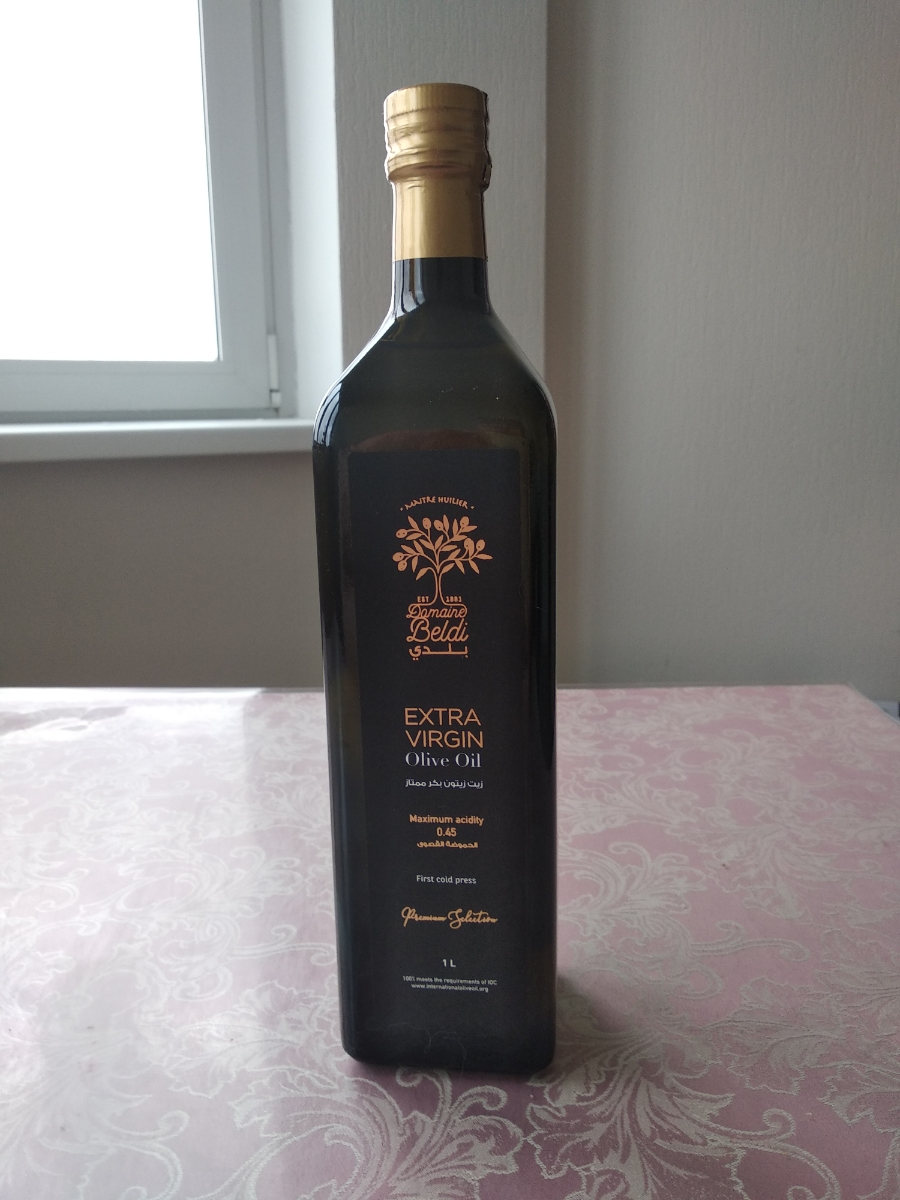 • MAITRE HUILIER •
EST 1881
Domaine
Beldi
بلدي
EXTRA
VIRGIN
Olive Oil
زيت زيتون بكر ممتاز
Maximum acidity
0.45
الحموضة القصوى
First cold press
Premium Selection
1 L
100% meets the requirements of IOC
www.internationaloliveoil.org